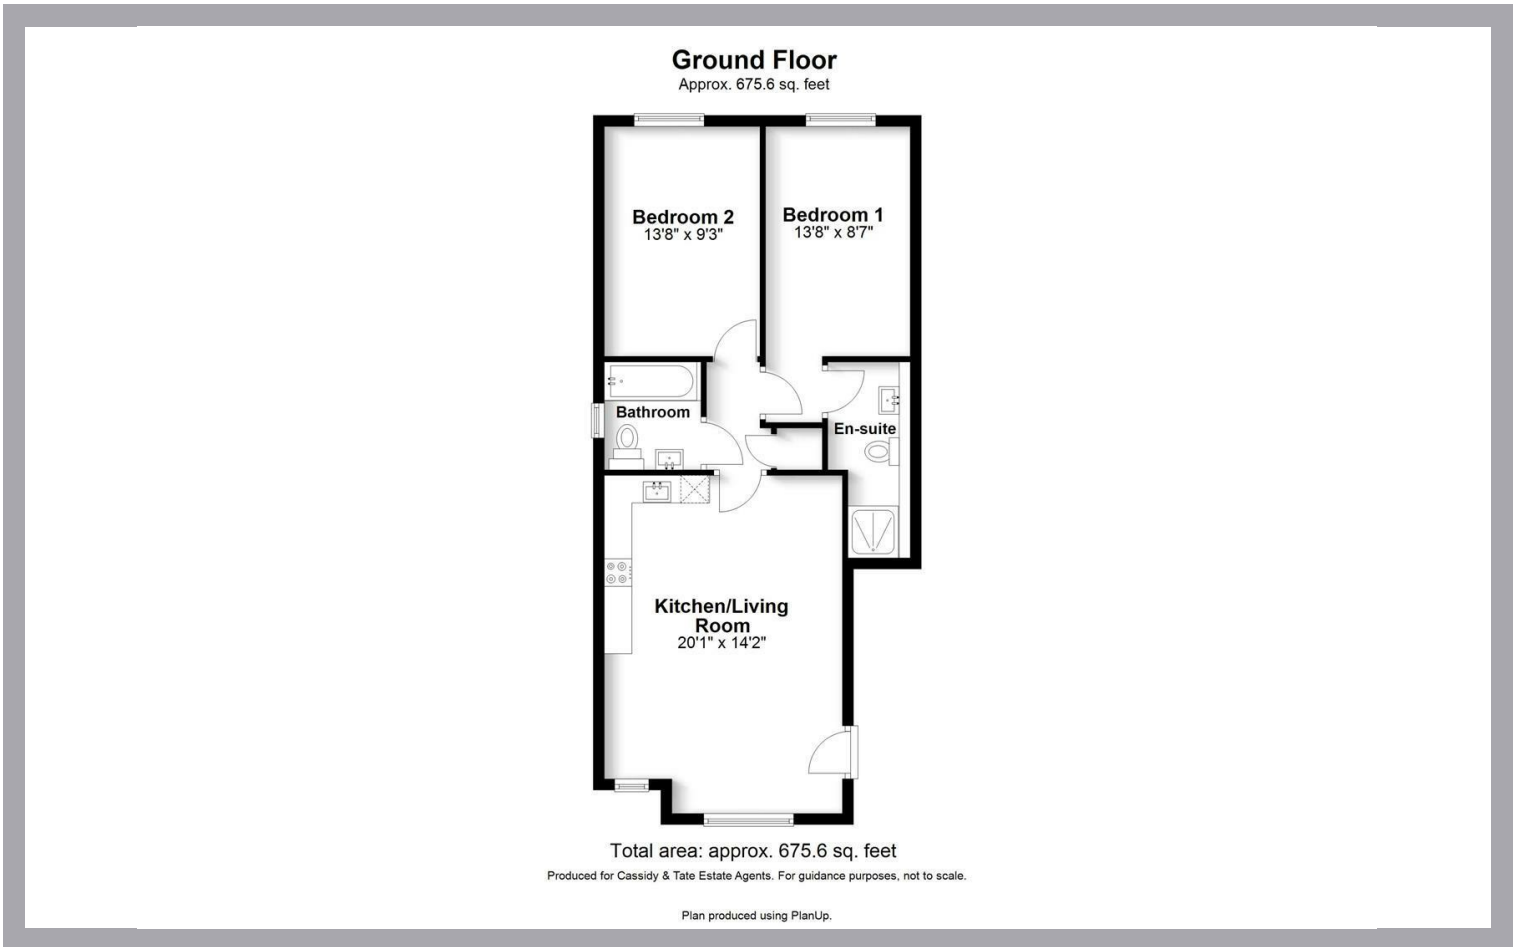 Ground Floor
Approx. 675.6 sq. feet
Bedroom 2
13'8" x 9'3"
Bedroom 1
13'8" x 8'7"
Bathroom
En-suite
Kitchen/Living
Room
20'1" x 14'2"
Total area: approx. 675.6 sq. feet
Produced for Cassidy & Tate Estate Agents. For guidance purposes, not to scale.
Plan produced using PlanUp.